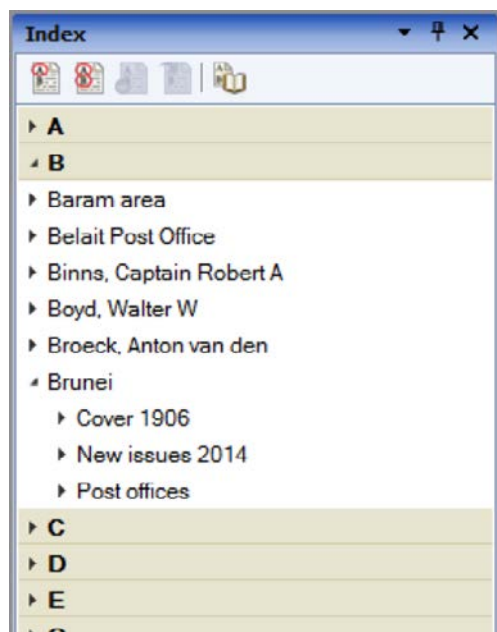 Index
A
B
Baram area
Belait Post Office
Binns, Captain Robert A
Boyd, Walter W
Broeck, Anton van den
Brunei
Cover 1906
New issues 2014
Post offices
C
D
E